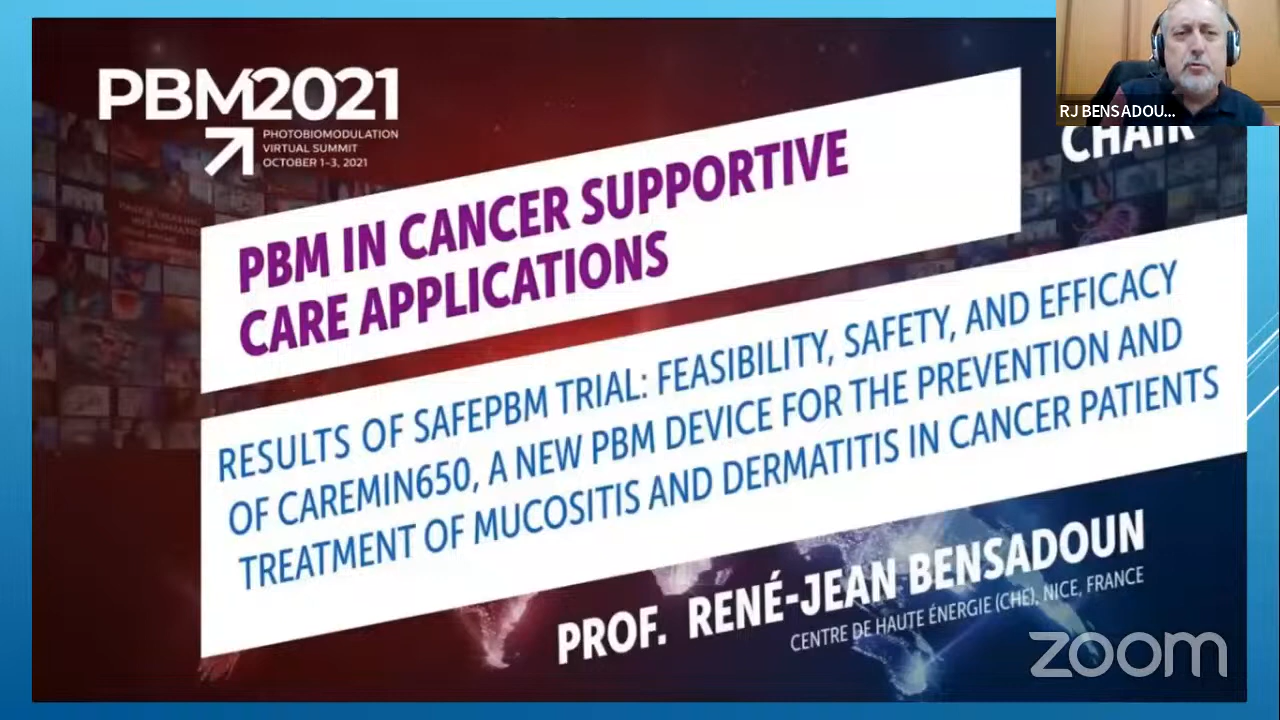 PBM2021
PHOTOBIOMODULATION
VIRTUAL SUMMIT
OCTOBER 1-3, 2021
RJ BENSADOU...
CHAIR
PBM IN CANCER SUPPORTIVE
CARE APPLICATIONS
RESULTS OF SAFEPBM TRIAL: FEASIBILITY, SAFETY, AND EFFICACY
OF CAREMIN650, A NEW PBM DEVICE FOR THE PREVENTION AND
TREATMENT OF MUCOSITIS AND DERMATITIS IN CANCER PATIENTS
PROF. RENÉ-JEAN BENSADOUN
CENTRE DE HAUTE ÉNERGIE (CHE), NICE, FRANCE
zoom